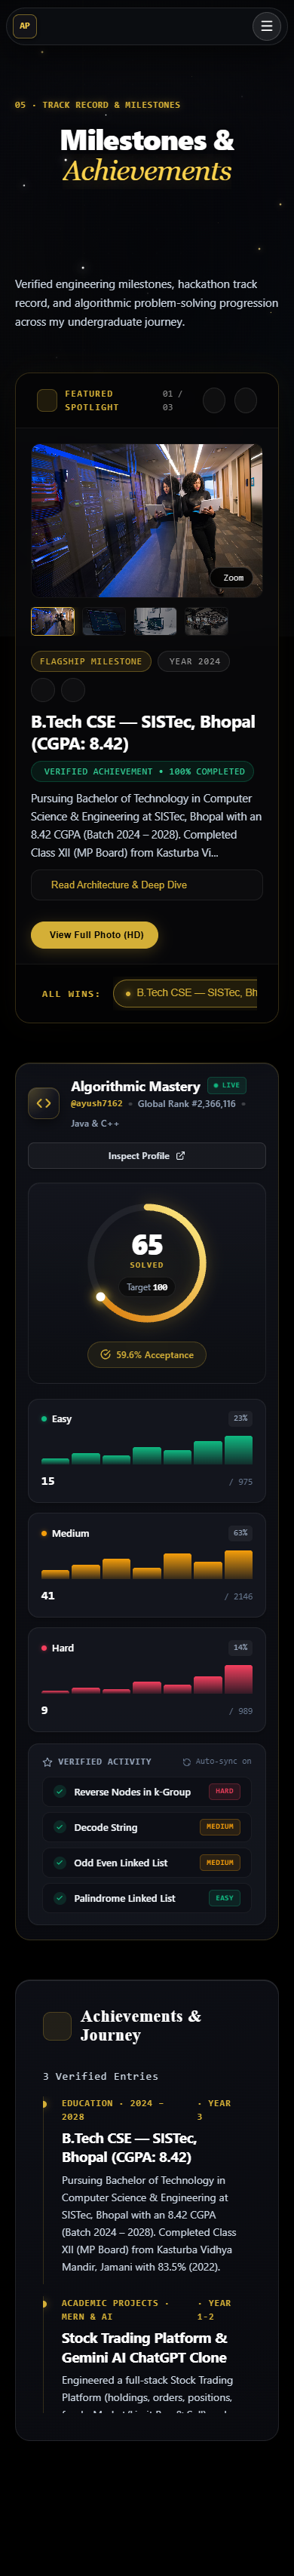 AP
05 · TRACK RECORD & MILESTONES
Milestones &
Achievements
Verified engineering milestones, hackathon track
record, and algorithmic problem-solving progression
across my undergraduate journey.
FEATURED
SPOTLIGHT
01 /
03
Zoom
FLAGSHIP MILESTONE
YEAR 2024
B.Tech CSE — SISTec, Bhopal
(CGPA: 8.42)
VERIFIED ACHIEVEMENT • 100% COMPLETED
Pursuing Bachelor of Technology in Computer
Science & Engineering at SISTec, Bhopal with an
8.42 CGPA (Batch 2024 – 2028). Completed
Class XII (MP Board) from Kasturba Vi...
Read Architecture & Deep Dive
View Full Photo (HD)
ALL WINS:
B.Tech CSE — SISTec, Bh
Algorithmic Mastery
LIVE
@ayush7162 • Global Rank #2,366,116 •
Java & C++
Inspect Profile
65
SOLVED
Target 100
59.6% Acceptance
Easy
23%
15
/ 975
Medium
63%
41
/ 2146
Hard
14%
9
/ 989
VERIFIED ACTIVITY
Auto-sync on
Reverse Nodes in k-Group
HARD
Decode String
MEDIUM
Odd Even Linked List
MEDIUM
Palindrome Linked List
EASY
Achievements &
Journey
3 Verified Entries
EDUCATION · 2024 –
2028
· YEAR
3
B.Tech CSE — SISTec,
Bhopal (CGPA: 8.42)
Pursuing Bachelor of Technology in
Computer Science & Engineering at
SISTec, Bhopal with an 8.42 CGPA
(Batch 2024 – 2028). Completed Class
XII (MP Board) from Kasturba Vidhya
Mandir, Jamani with 83.5% (2022).
ACADEMIC PROJECTS ·
MERN & AI
· YEAR
1-2
Stock Trading Platform &
Gemini AI ChatGPT Clone
Engineered a full-stack Stock Trading
Platform (holdings, orders, positions,